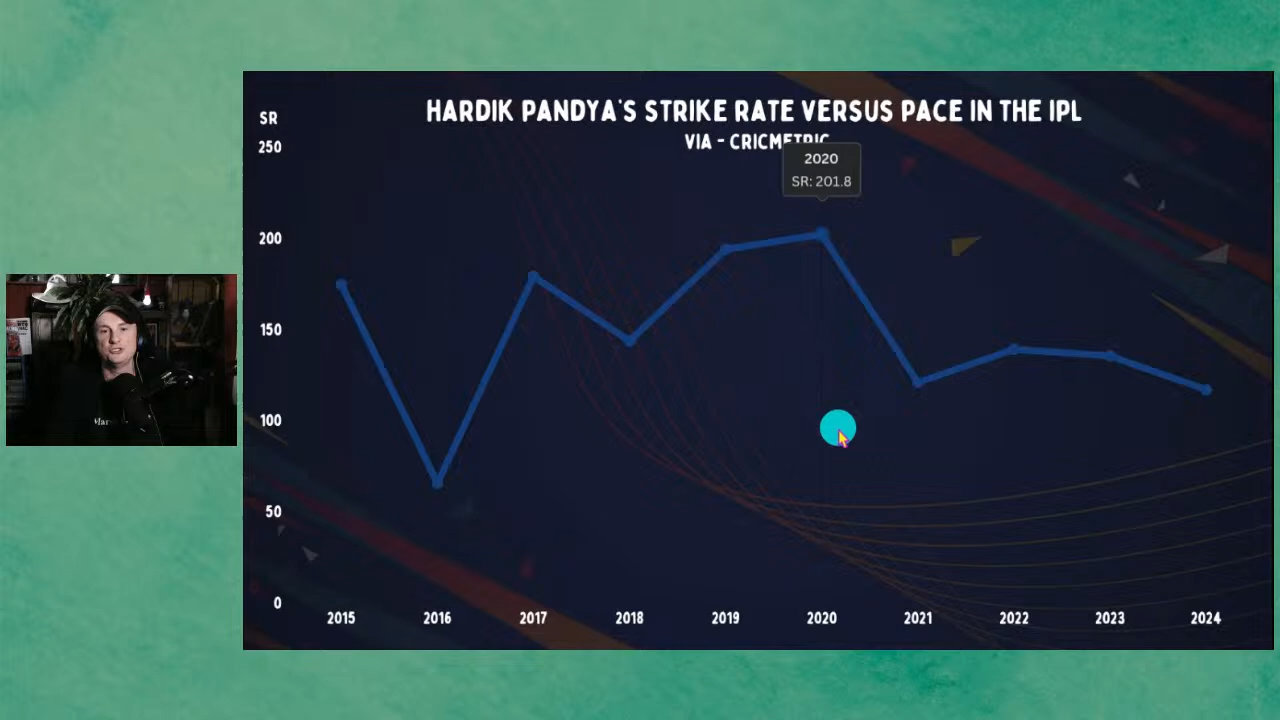 HARDIK PANDYA'S STRIKE RATE VERSUS PACE IN THE IPL
VIA - CRICMETRIC
SR
250
200
150
100
50
0
2020
SR: 201.8
2015 2016 2017 2018 2019 2020 2021 2022 2023 2024